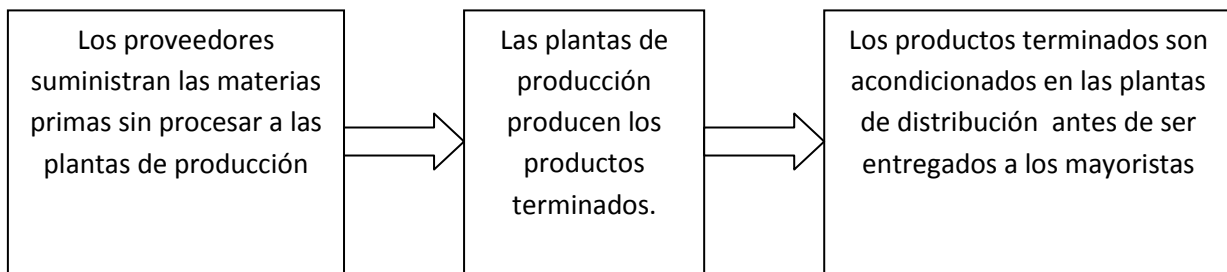 Los proveedores
suministran las materias
primas sin procesar a las
plantas de producción
Las plantas de
producción
producen los
productos
terminados.
Los productos terminados son
acondicionados en las plantas
de distribución antes de ser
entregados a los mayoristas